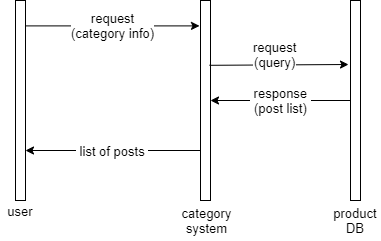 request
(category info)
request
(query)
response
(post list)
list of posts
user
category
system
product
DB